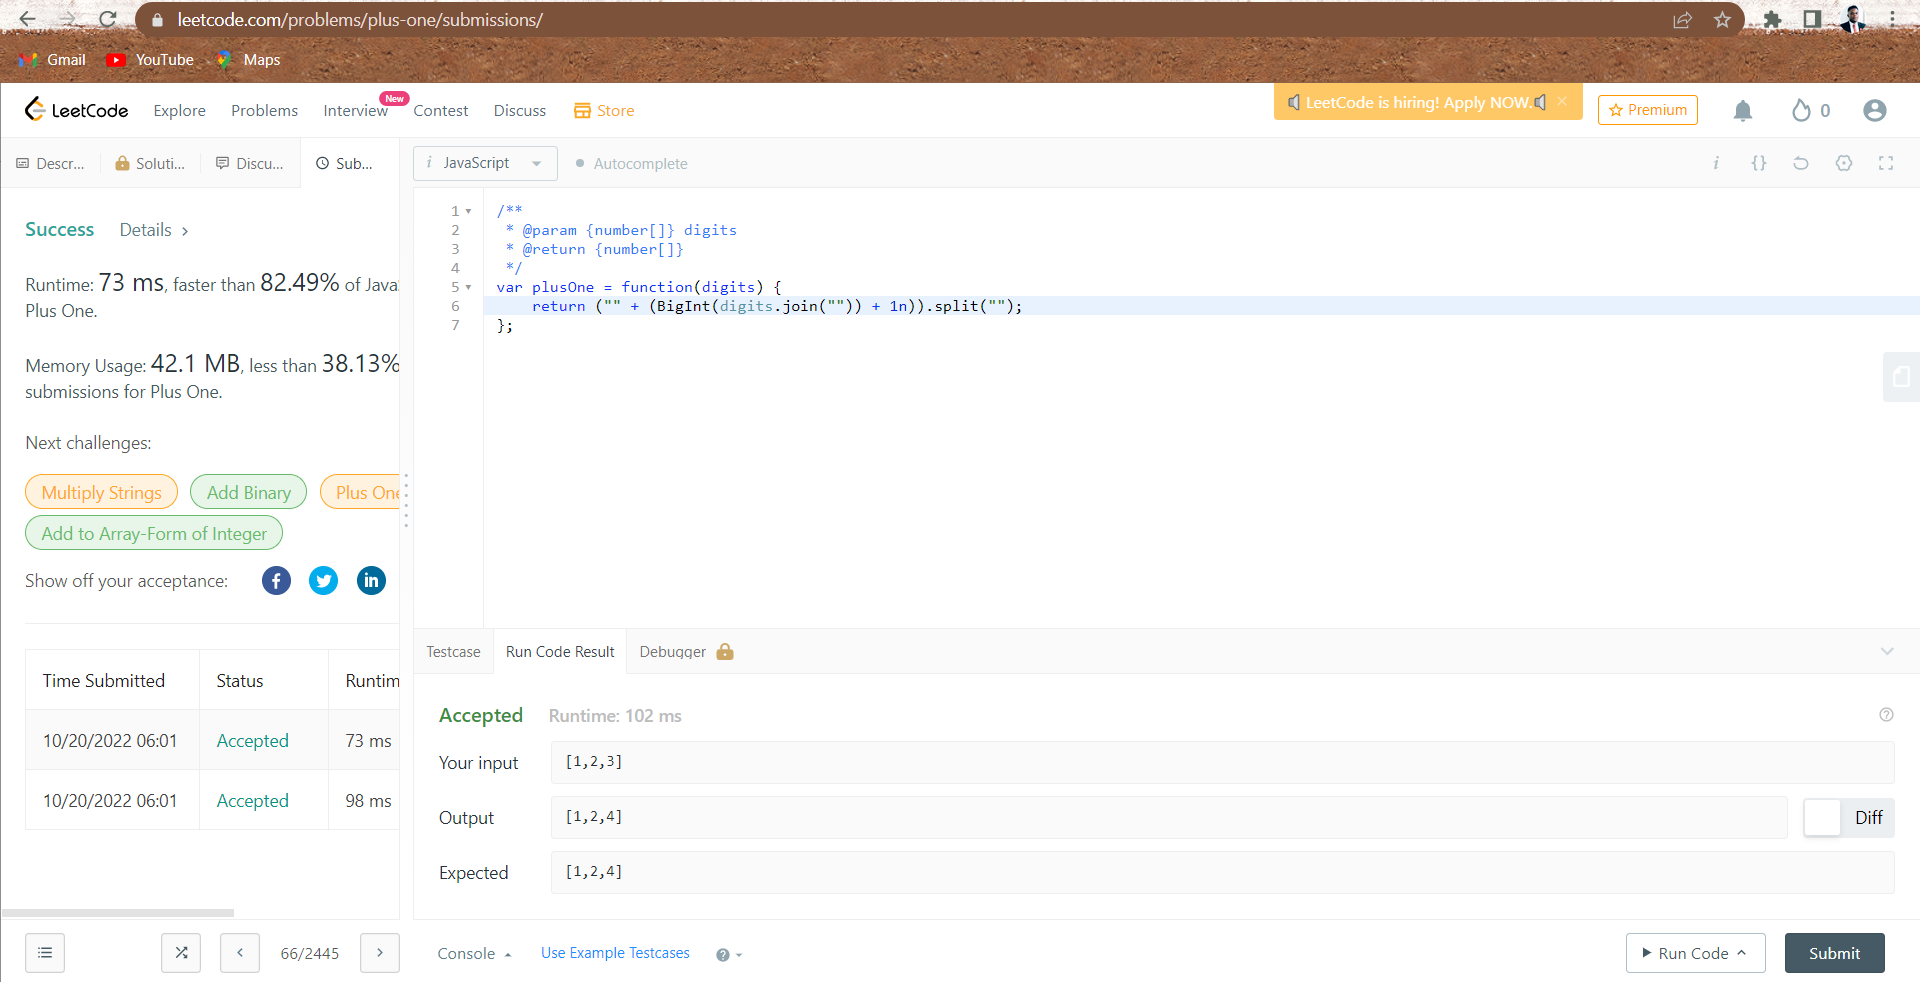 leetcode.com/problems/plus-one/submissions/
Gmail YouTube Maps
LeetCode Explore Problems Interview New Contest Discuss Store LeetCode is hiring! Apply NOW. × Premium 0
Descr... Soluti... Discu... Sub...
i JavaScript Autocomplete i {}
Success Details >
Runtime: 73 ms, faster than 82.49% of Java
Plus One.
Memory Usage: 42.1 MB, less than 38.13%
submissions for Plus One.
Next challenges:
Multiply Strings Add Binary Plus One
Add to Array-Form of Integer
Show off your acceptance:
Time Submitted Status Runtim
10/20/2022 06:01 Accepted 73 ms
10/20/2022 06:01 Accepted 98 ms
66/2445
1 /**
2 * @param {number[]} digits
3 * @return {number[]}
4 */
5 var plusOne = function(digits) {
6 return ("" + (BigInt(digits.join("")) + 1n)).split("");
7 };
Testcase Run Code Result Debugger
Accepted Runtime: 102 ms
Your input [1,2,3]
Output [1,2,4] Diff
Expected [1,2,4]
Console Use Example Testcases Run Code Submit